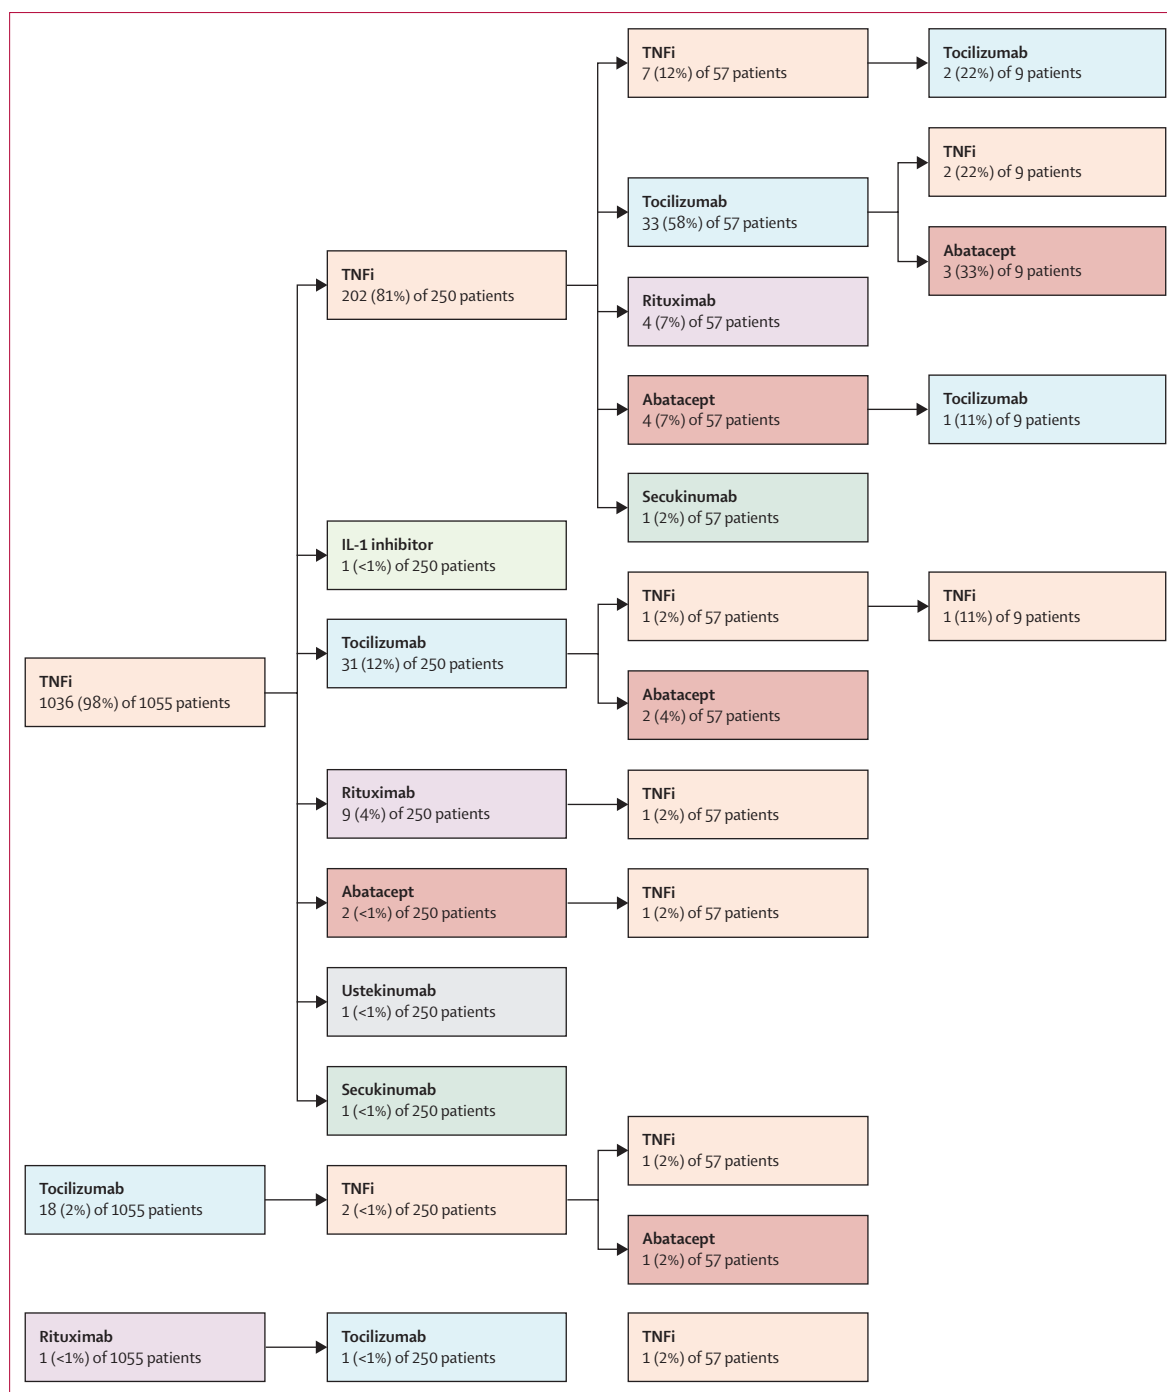 TNFi
1036 (98%) of 1055 patients
TNFi
202 (81%) of 250 patients
TNFi
7 (12%) of 57 patients
Tocilizumab
2 (22%) of 9 patients
Tocilizumab
33 (58%) of 57 patients
TNFi
2 (22%) of 9 patients
Abatacept
3 (33%) of 9 patients
Rituximab
4 (7%) of 57 patients
Abatacept
4 (7%) of 57 patients
Tocilizumab
1 (11%) of 9 patients
Secukinumab
1 (2%) of 57 patients
IL-1 inhibitor
1 (<1%) of 250 patients
Tocilizumab
31 (12%) of 250 patients
TNFi
1 (2%) of 57 patients
TNFi
1 (11%) of 9 patients
Abatacept
2 (4%) of 57 patients
Rituximab
9 (4%) of 250 patients
TNFi
1 (2%) of 57 patients
Abatacept
2 (<1%) of 250 patients
TNFi
1 (2%) of 57 patients
Ustekinumab
1 (<1%) of 250 patients
Secukinumab
1 (<1%) of 250 patients
Tocilizumab
18 (2%) of 1055 patients
TNFi
2 (<1%) of 250 patients
TNFi
1 (2%) of 57 patients
Abatacept
1 (2%) of 57 patients
Rituximab
1 (<1%) of 1055 patients
Tocilizumab
1 (<1%) of 250 patients
TNFi
1 (2%) of 57 patients